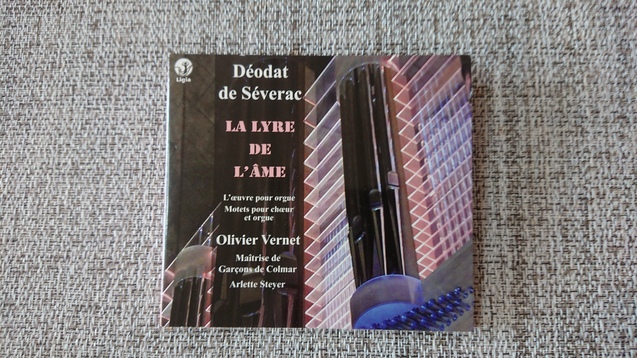 Ligia
Déodat
de Séverac
LA LYRE
DE
L'ÂME
L'œuvre pour orgue
Motets pour chœur
et orgue
Olivier Vernet
Maîtrise de
Garçons de Colmar
Arlette Steyer